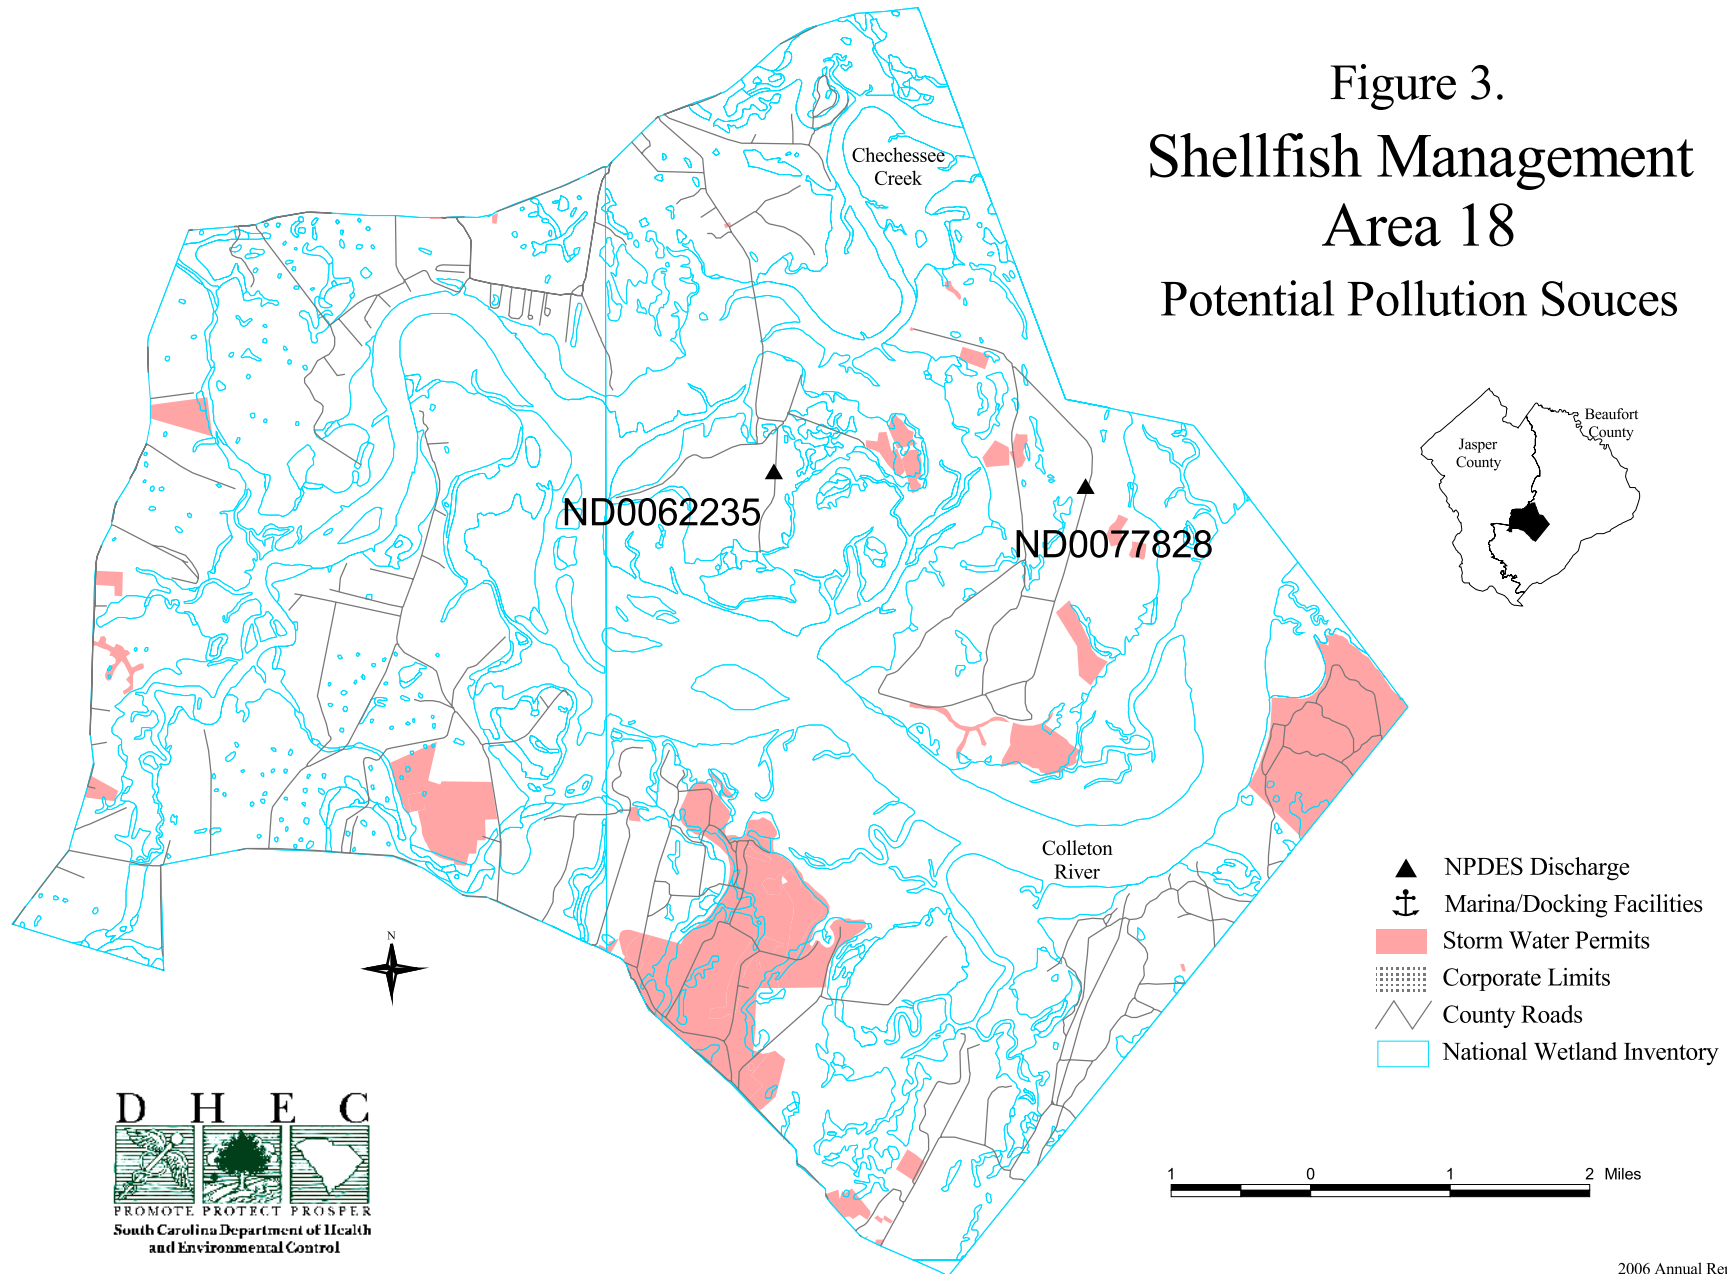 Figure 3.
Shellfish Management
Area 18
Potential Pollution Souces
Chechessee
Creek
Beaufort
County
Jasper
County
ND0062235
ND0077828
Colleton
River
NPDES Discharge
Marina/Docking Facilities
Storm Water Permits
Corporate Limits
County Roads
National Wetland Inventory
N
D H E C
PROMOTE PROTECT PROSPER
South Carolina Department of Health
and Environmental Control
1 0 1 2 Miles
2006 Annual